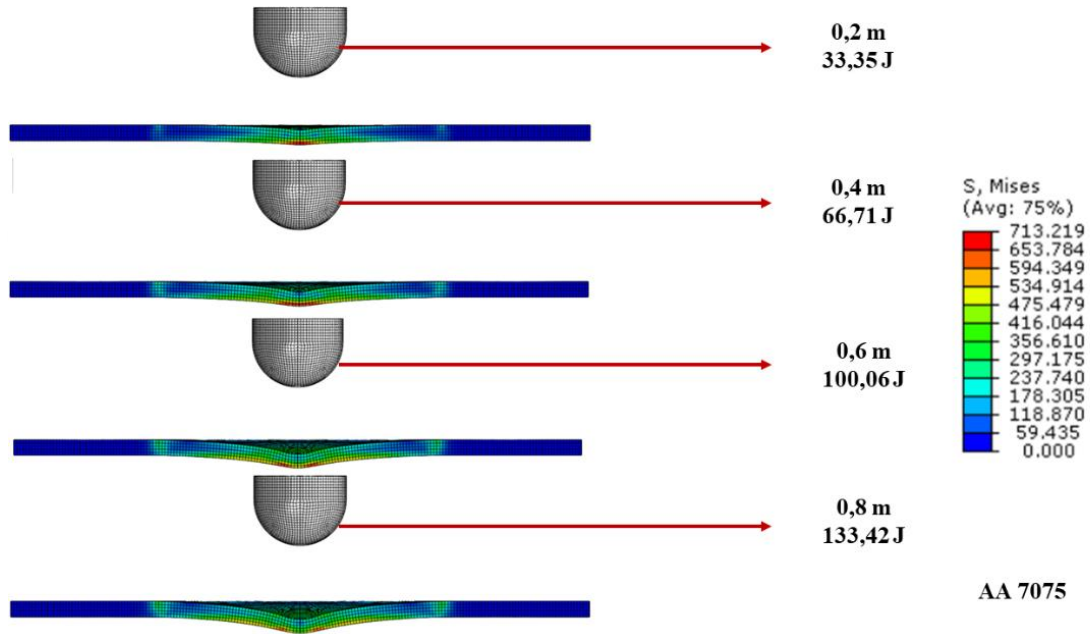 0,2 m
33,35 J
0,4 m
66,71 J
0,6 m
100,06 J
0,8 m
133,42 J
S, Mises
(Avg: 75%)
713.219
653.784
594.349
534.914
475.479
416.044
356.610
297.175
237.740
178.305
118.870
59.435
0.000
AA 7075